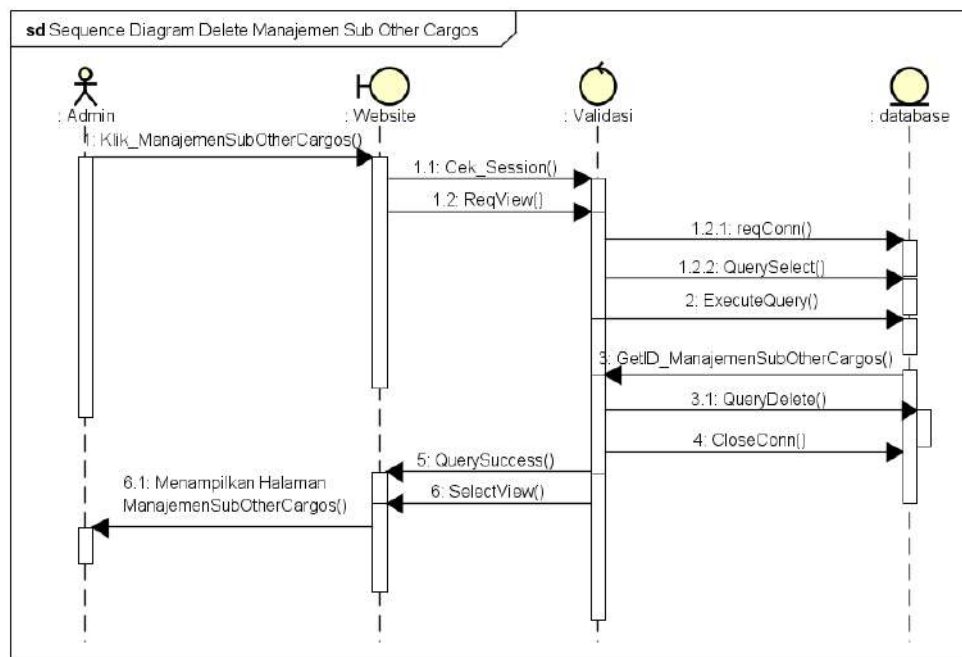 sd Sequence Diagram Delete Manajemen Sub Other Cargos
: Admin
: Website
: Validasi
: database
1: Klik_ManajemenSubOtherCargos()
1.1: Cek_Session()
1.2: ReqView()
1.2.1: reqConn()
1.2.2: QuerySelect()
2: ExecuteQuery()
3: GetID_ManajemenSubOtherCargos()
3.1: QueryDelete()
4: CloseConn()
5: QuerySuccess()
6: SelectView()
6.1: Menampilkan Halaman
ManajemenSubOtherCargos()